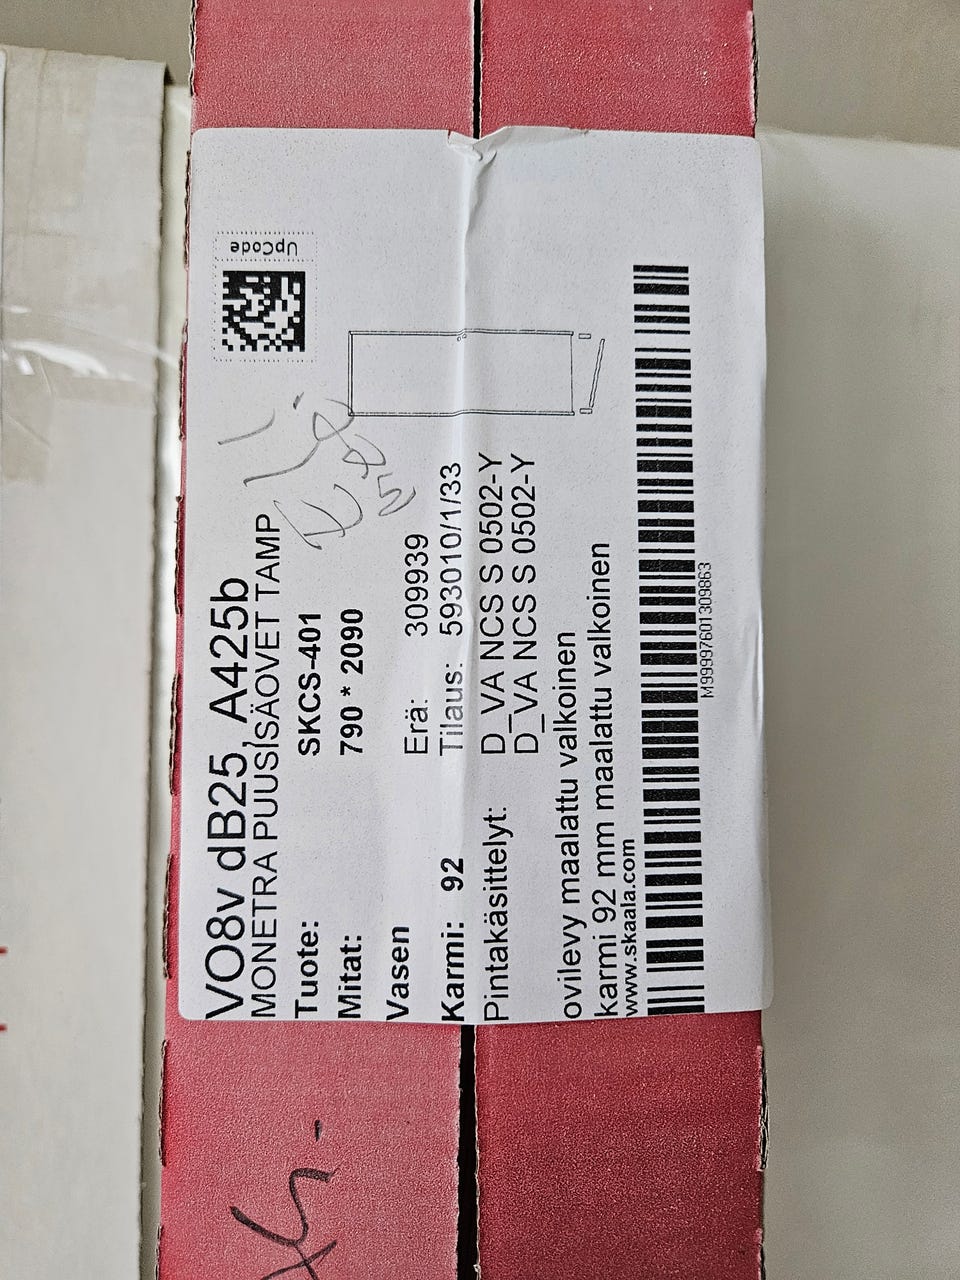 VO8v dB25 A425b
MONETRA PUUSISÄOVET TAMP
Tuote: SKCS-401
Mitat: 790 * 2090
Vasen Erä: 309939
Karmi: 92 Tilaus: 593010/1/33
Pintakäsittelyt: D_VA NCS S 0502-Y
D_VA NCS S 0502-Y
ovilevy maalattu valkoinen
karmi 92 mm maalattu valkoinen
www.skaala.com
M99997601309863
UpCode